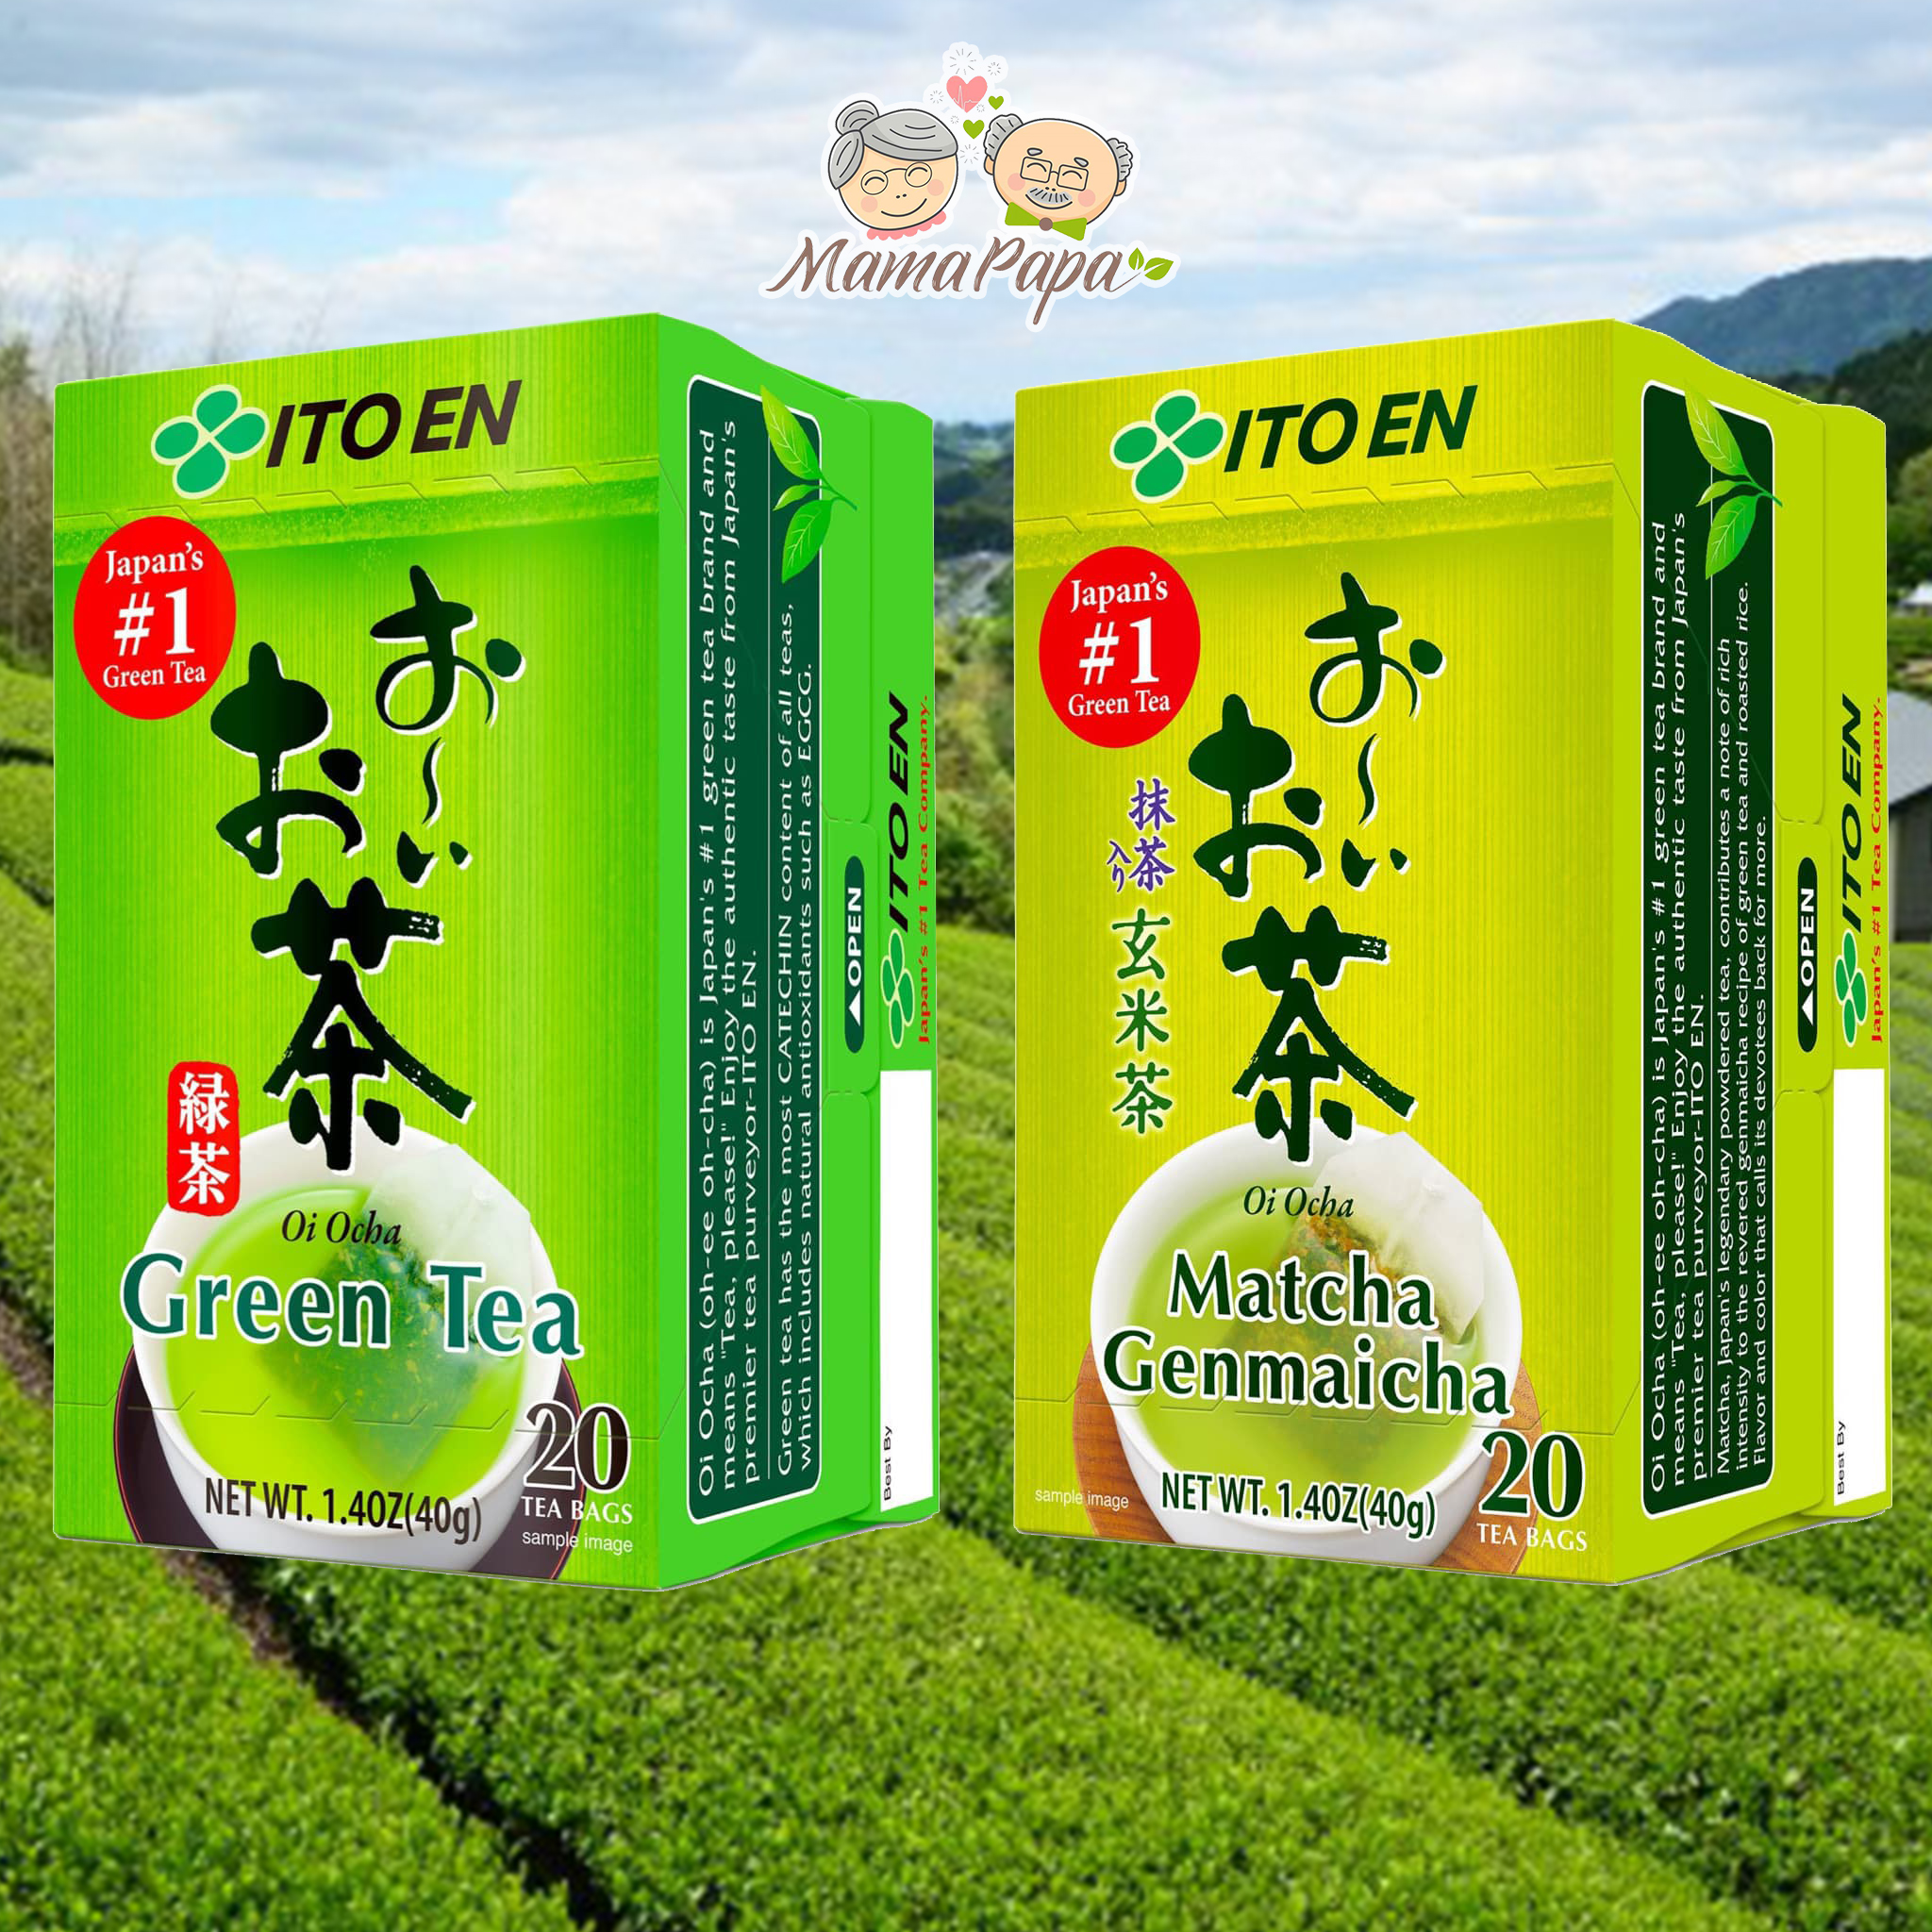 MamaPapa
ITO EN
Japan's
#1
Green Tea
お〜い
お茶
緑茶
Oi Ocha
Green Tea
NET WT. 1.4OZ(40g)
20
TEA BAGS
sample image
Oi Ocha (oh-ee oh-cha) is Japan's #1 green tea brand and
means "Tea, please!" Enjoy the authentic taste from Japan's
premier tea purveyor-ITO EN.
Green tea has the most CATECHIN content of all teas,
which includes natural antioxidants such as EGCG.
▲OPEN
ITO EN
Japan's #1 Tea Company.
Best By
ITO EN
Japan's
#1
Green Tea
お〜い
お茶
抹茶
入り
玄米茶
Oi Ocha
Matcha
Genmaicha
sample image
NET WT. 1.4OZ(40g)
20
TEA BAGS
Oi Ocha (oh-ee oh-cha) is Japan's #1 green tea brand and
means "Tea, please!" Enjoy the authentic taste from Japan's
premier tea purveyor-ITO EN.
Matcha, Japan's legendary powdered tea, contributes a note of rich
intensity to the revered genmaicha recipe of green tea and roasted rice.
Flavor and color that calls its devotees back for more.
▲OPEN
ITO EN
Japan's #1 Tea Company.
Best By